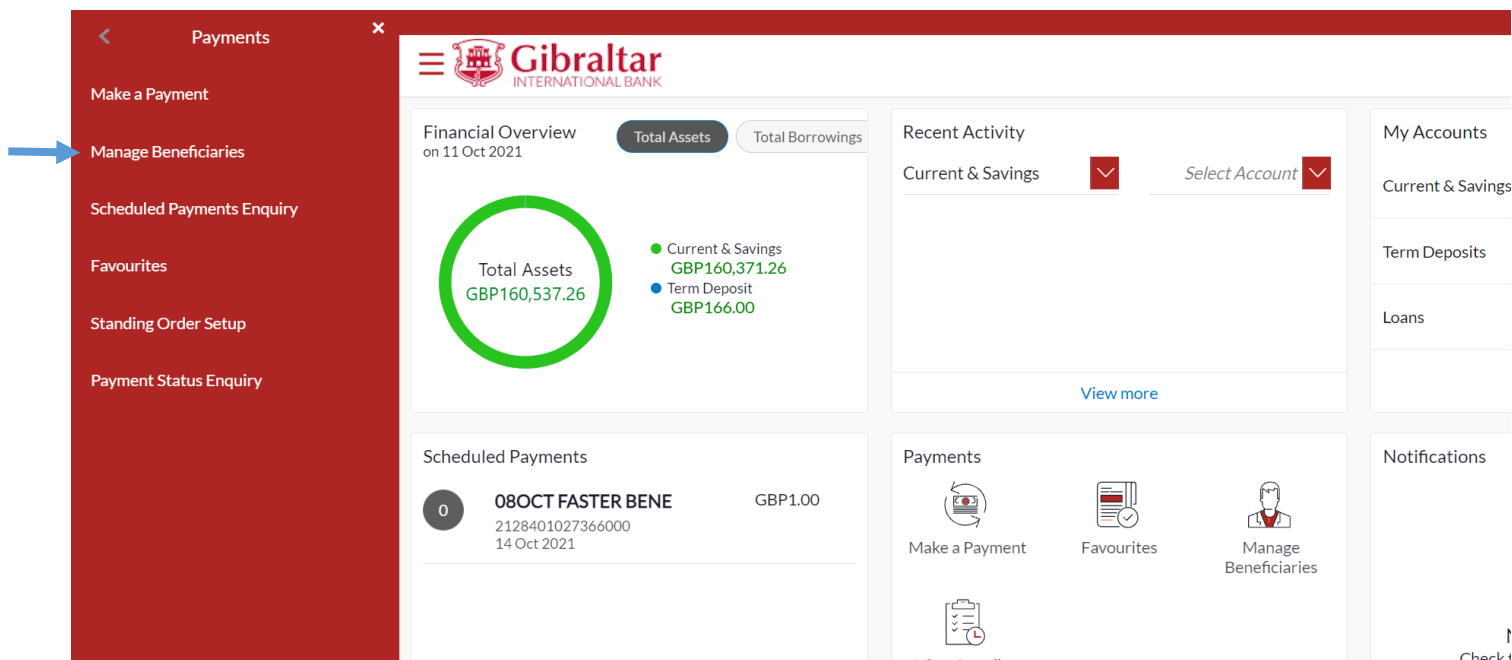 Payments
Make a Payment
Manage Beneficiaries
Scheduled Payments Enquiry
Favourites
Standing Order Setup
Payment Status Enquiry
Gibraltar
INTERNATIONAL BANK
Financial Overview
on 11 Oct 2021
Total Assets
Total Borrowings
Total Assets
GBP160,537.26
Current & Savings
GBP160,371.26
Term Deposit
GBP166.00
Recent Activity
Current & Savings
Select Account
View more
My Accounts
Current & Savings
Term Deposits
Loans
Scheduled Payments
0
08OCT FASTER BENE
GBP1.00
2128401027366000
14 Oct 2021
Payments
Make a Payment
Favourites
Manage
Beneficiaries
Notifications
Check